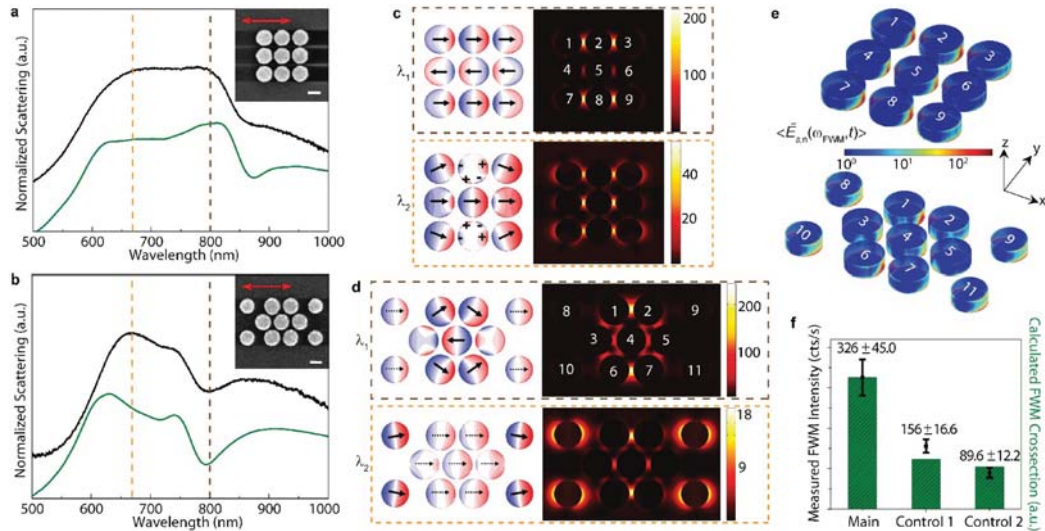 a
Normalized Scattering (a.u.)
500 600 700 800 900 1000
Wavelength (nm)
b
Normalized Scattering (a.u.)
500 600 700 800 900 1000
Wavelength (nm)
c
λ₁
1 2 3
4 5 6
7 8 9
200
100
λ₂
+ - + -
+ - + -
40
20
d
λ₁
8 1 2 9
3 4 5
10 6 7 11
200
100
λ₂
18
9
e
1 2 3
4 5 6
7 8 9
<Ēₐ,ₙ(ω_FWM, t)>
10⁰ 10¹ 10²
z
y
x
8 1 2
3 4 5
10 6 7 9
11
f
Measured FWM Intensity (cts/s)
326 ± 45.0
156 ± 16.6
89.6 ± 12.2
Main Control 1 Control 2
Calculated FWM Crossection (a.u.)